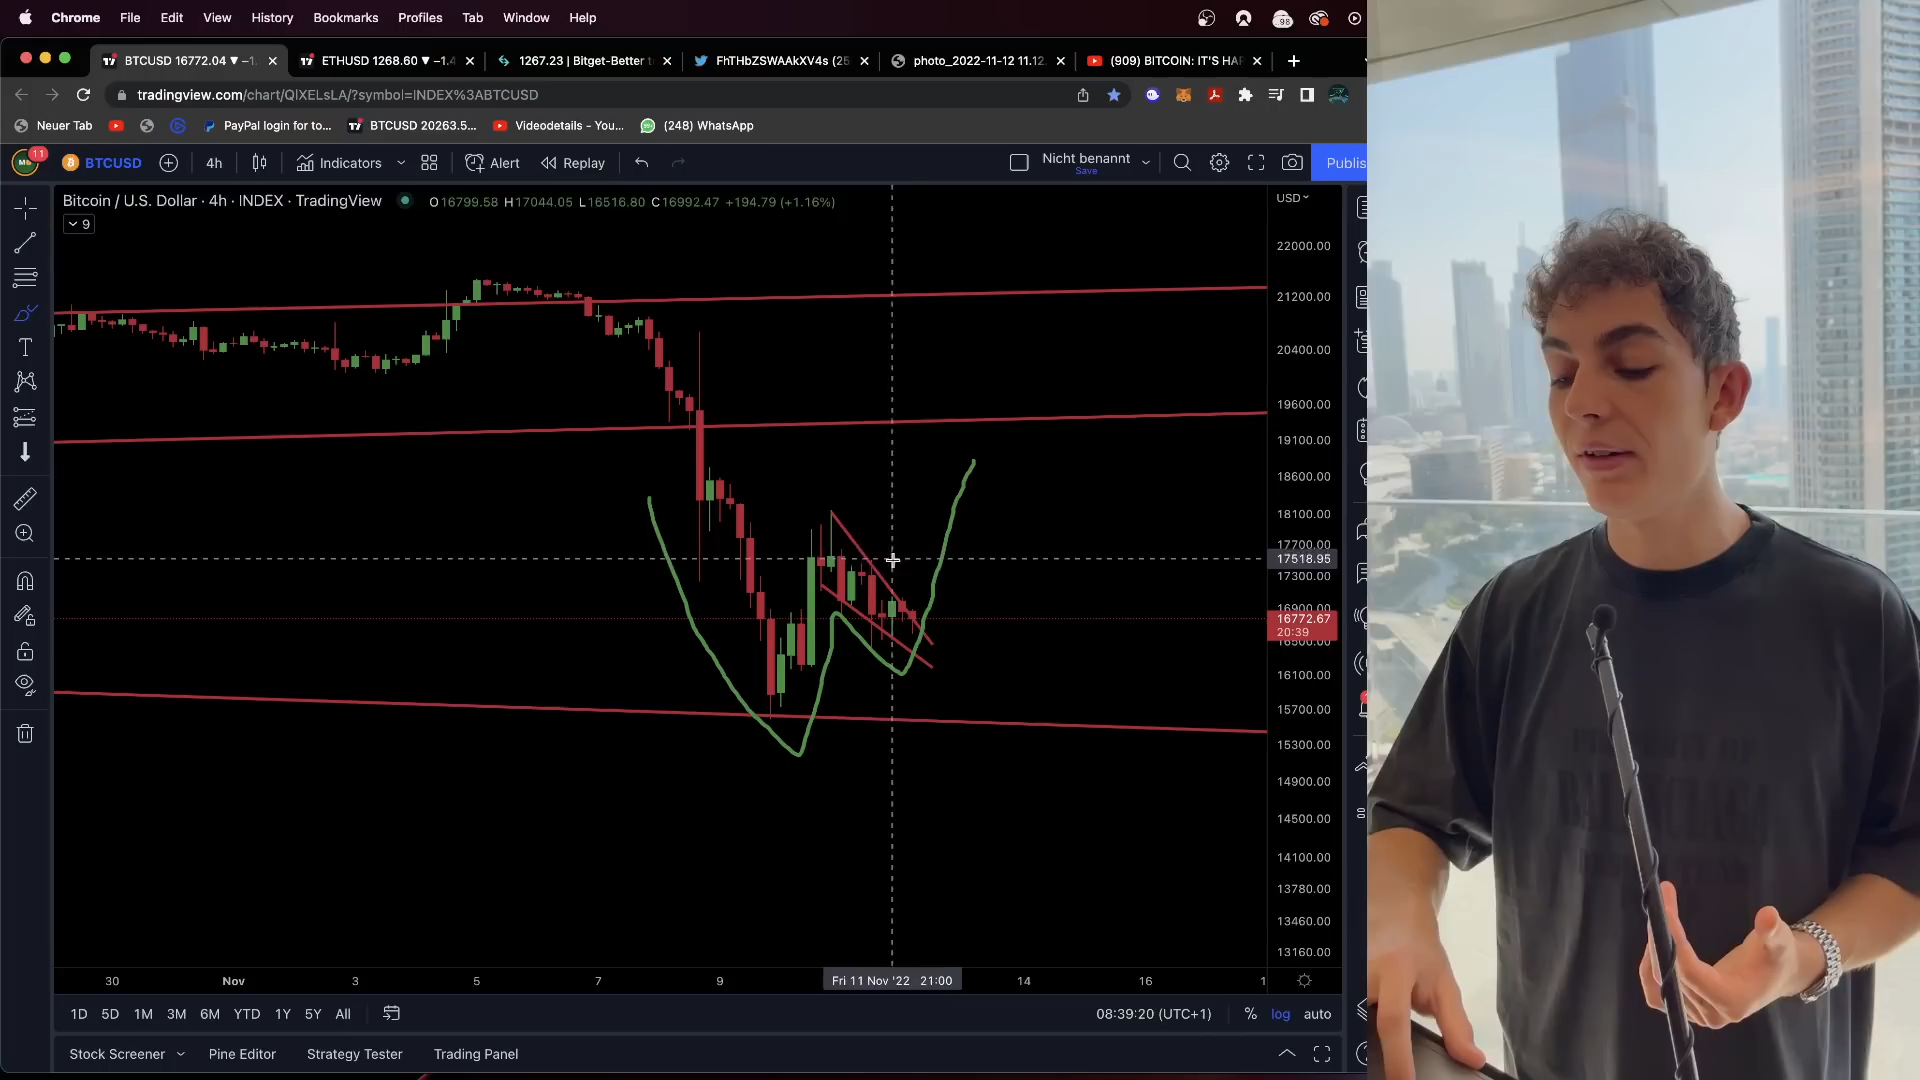 Chrome File Edit View History Bookmarks Profiles Tab Window Help
BTCUSD 16772.04 ▼ −1. ETHUSD 1268.60 ▼ −1.4 1267.23 | Bitget-Better t FhTHbZSWAAkXV4s (25 photo_2022-11-12 11.12. (909) BITCOIN: IT'S HAP
tradingview.com/chart/QlXELsLA/?symbol=INDEX%3ABTCUSD
Neuer Tab PayPal login for to... BTCUSD 20263.5... Videodetails – You... (248) WhatsApp
11 BTCUSD 4h Indicators Alert Replay Nicht benannt Publis
Save
Bitcoin / U.S. Dollar · 4h · INDEX · TradingView O16799.58 H17044.05 L16516.80 C16992.47 +194.79 (+1.16%) USD
9
22000.00
21200.00
20400.00
19600.00
19100.00
18600.00
18100.00
17700.00
17518.95
17300.00
16900.00
16772.67
20:39
16500.00
16100.00
15700.00
15300.00
14900.00
14500.00
14100.00
13780.00
13460.00
13160.00
30 Nov 3 5 7 9 Fri 11 Nov '22 21:00 14 16 1
1D 5D 1M 3M 6M YTD 1Y 5Y All 08:39:20 (UTC+1) % log auto
Stock Screener Pine Editor Strategy Tester Trading Panel